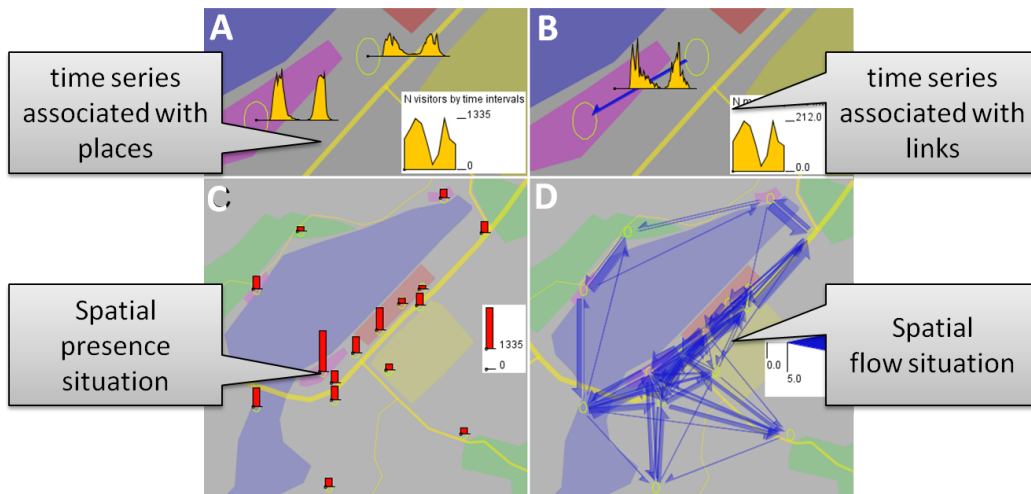 A
B
time series
associated with
places
N visitors by time intervals
1335
0
N m
212.0
0.0
time series
associated with
links
C
D
Spatial
presence
situation
1335
0
0.0
5.0
Spatial
flow situation